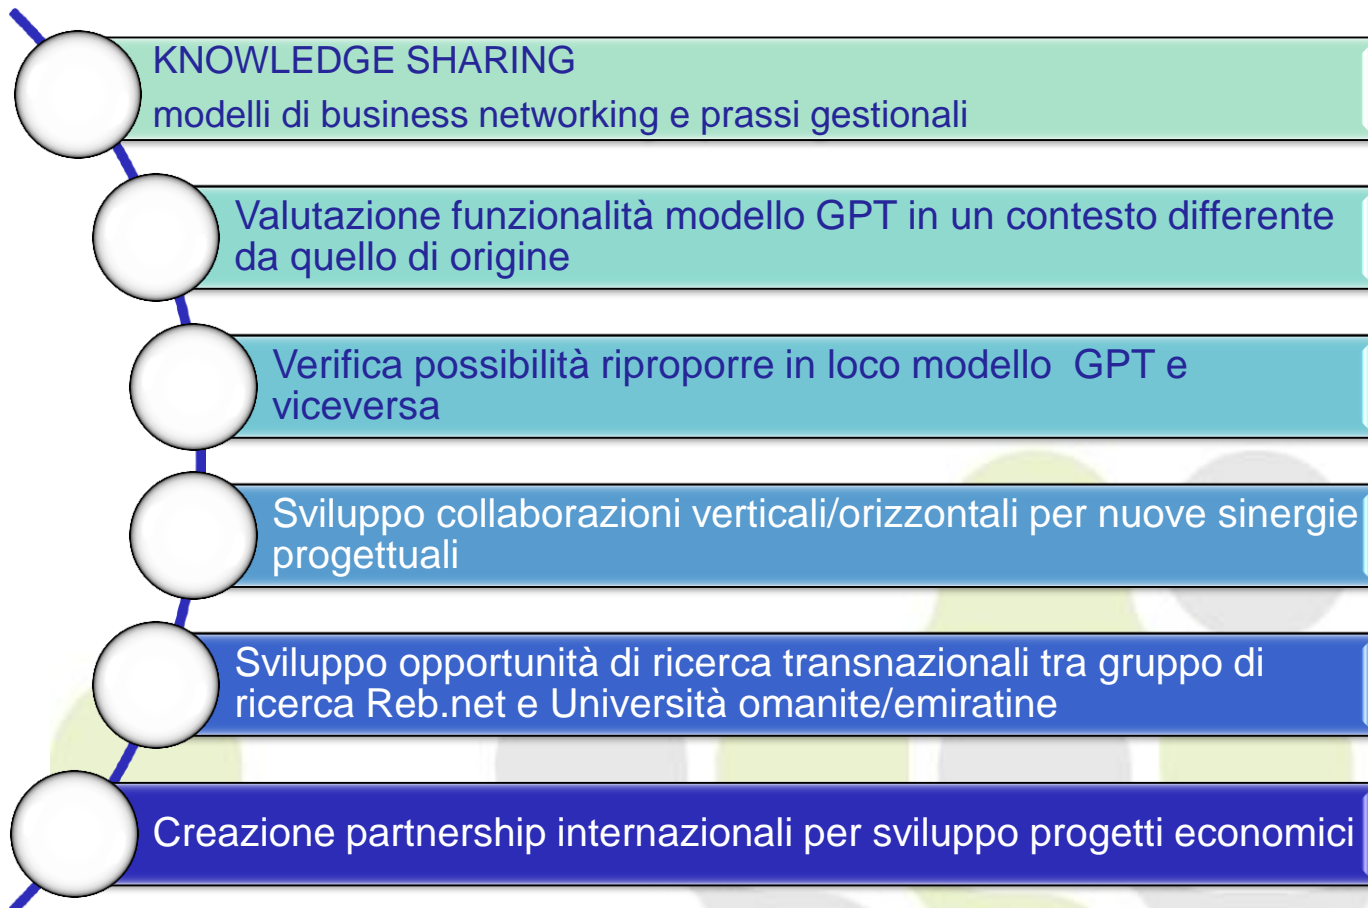 KNOWLEDGE SHARING
modelli di business networking e prassi gestionali
Valutazione funzionalità modello GPT in un contesto differente
da quello di origine
Verifica possibilità riproporre in loco modello  GPT e
viceversa
Sviluppo collaborazioni verticali/orizzontali per nuove sinergie
progettuali
Sviluppo opportunità di ricerca transnazionali tra gruppo di
ricerca Reb.net e Università omanite/emiratine
Creazione partnership internazionali per sviluppo progetti economici